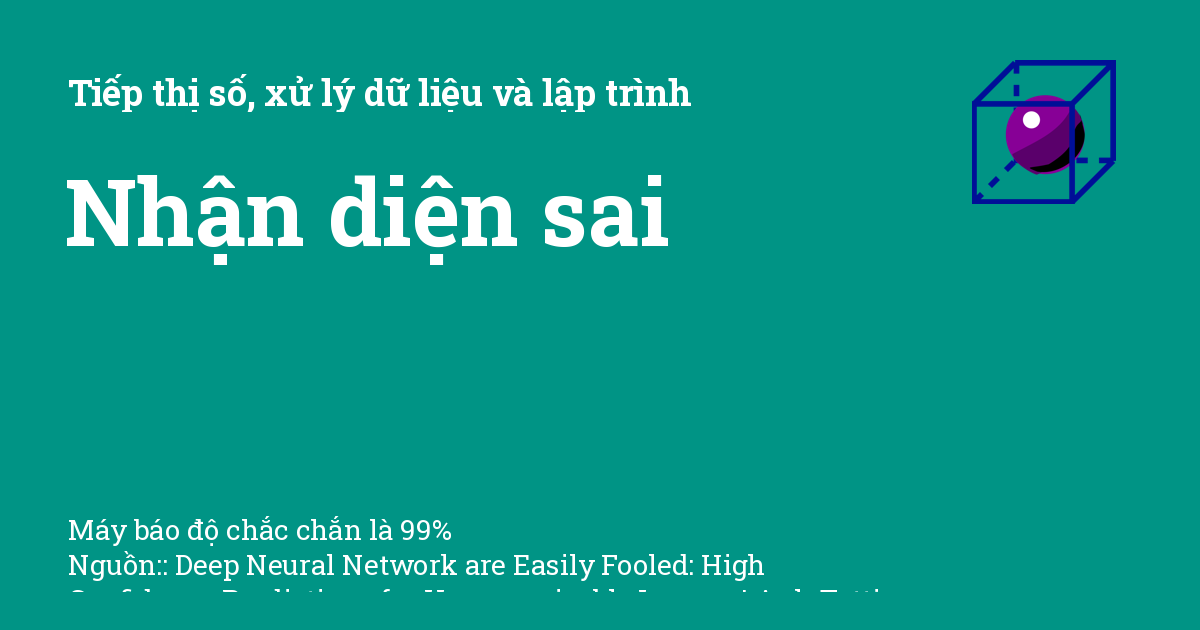 Tiếp thị số, xử lý dữ liệu và lập trình
Nhận diện sai
Máy báo độ chắc chắn là 99%
Nguồn:: Deep Neural Network are Easily Fooled: High